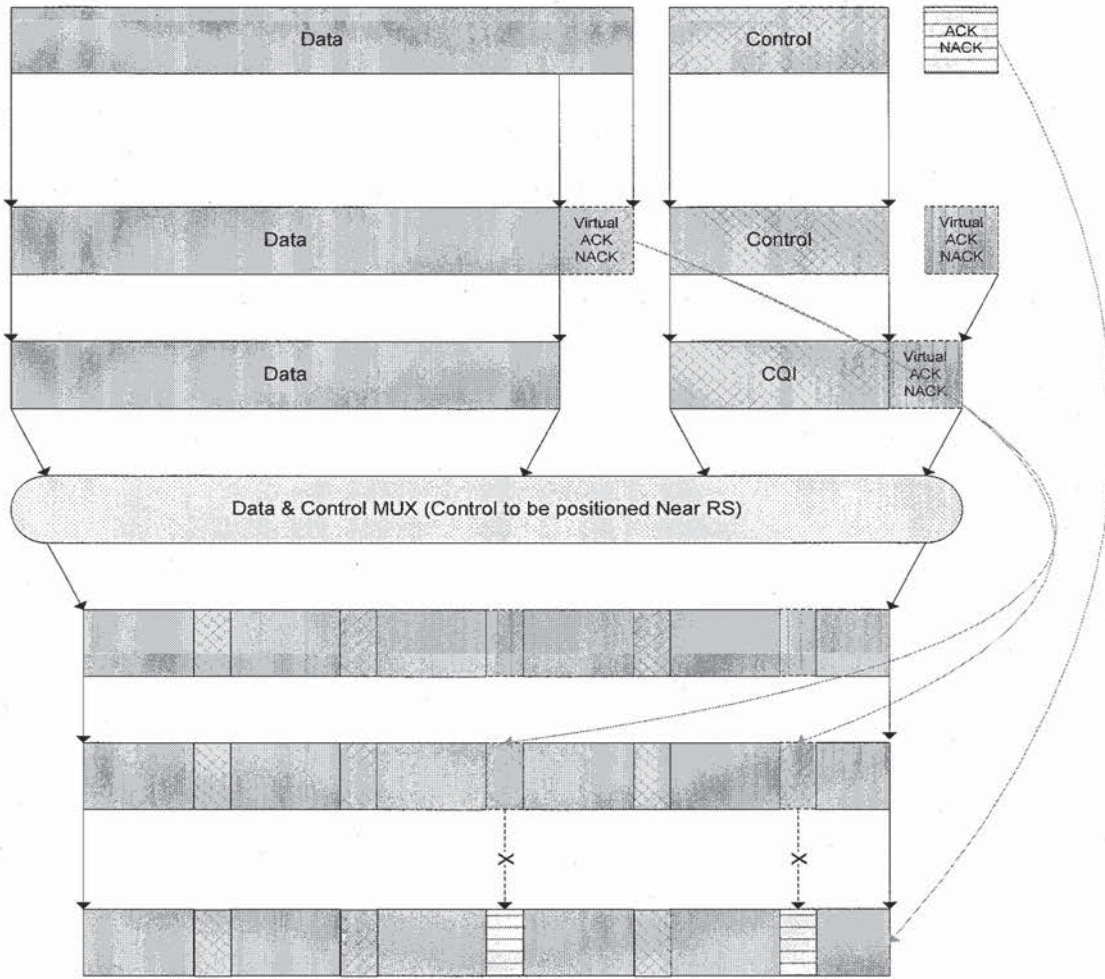 Data
Control
ACK
NACK
Data
Virtual
ACK
NACK
Control
Virtual
ACK
NACK
Data
CQI
Virtual
ACK
NACK
Data & Control MUX (Control to be positioned Near RS)
X
X